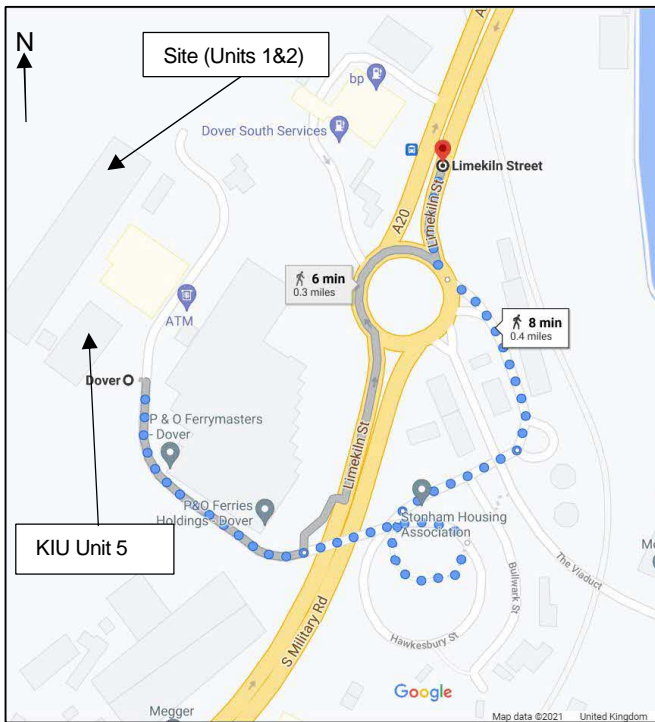 N
Site (Units 1&2)
bp
Dover South Services
A
A20
Limekiln St
Limekiln Street
6 min
0.3 miles
8 min
0.4 miles
ATM
Dover
P & O Ferrymasters
- Dover
Limekiln St
P&O Ferries
Holdings - Dover
Stonham Housing
Association
KIU Unit 5
The Viaduct
Bullwark St
S Military Rd
Hawkesbury St
Megger
Google
Map data ©2021
United Kingdom